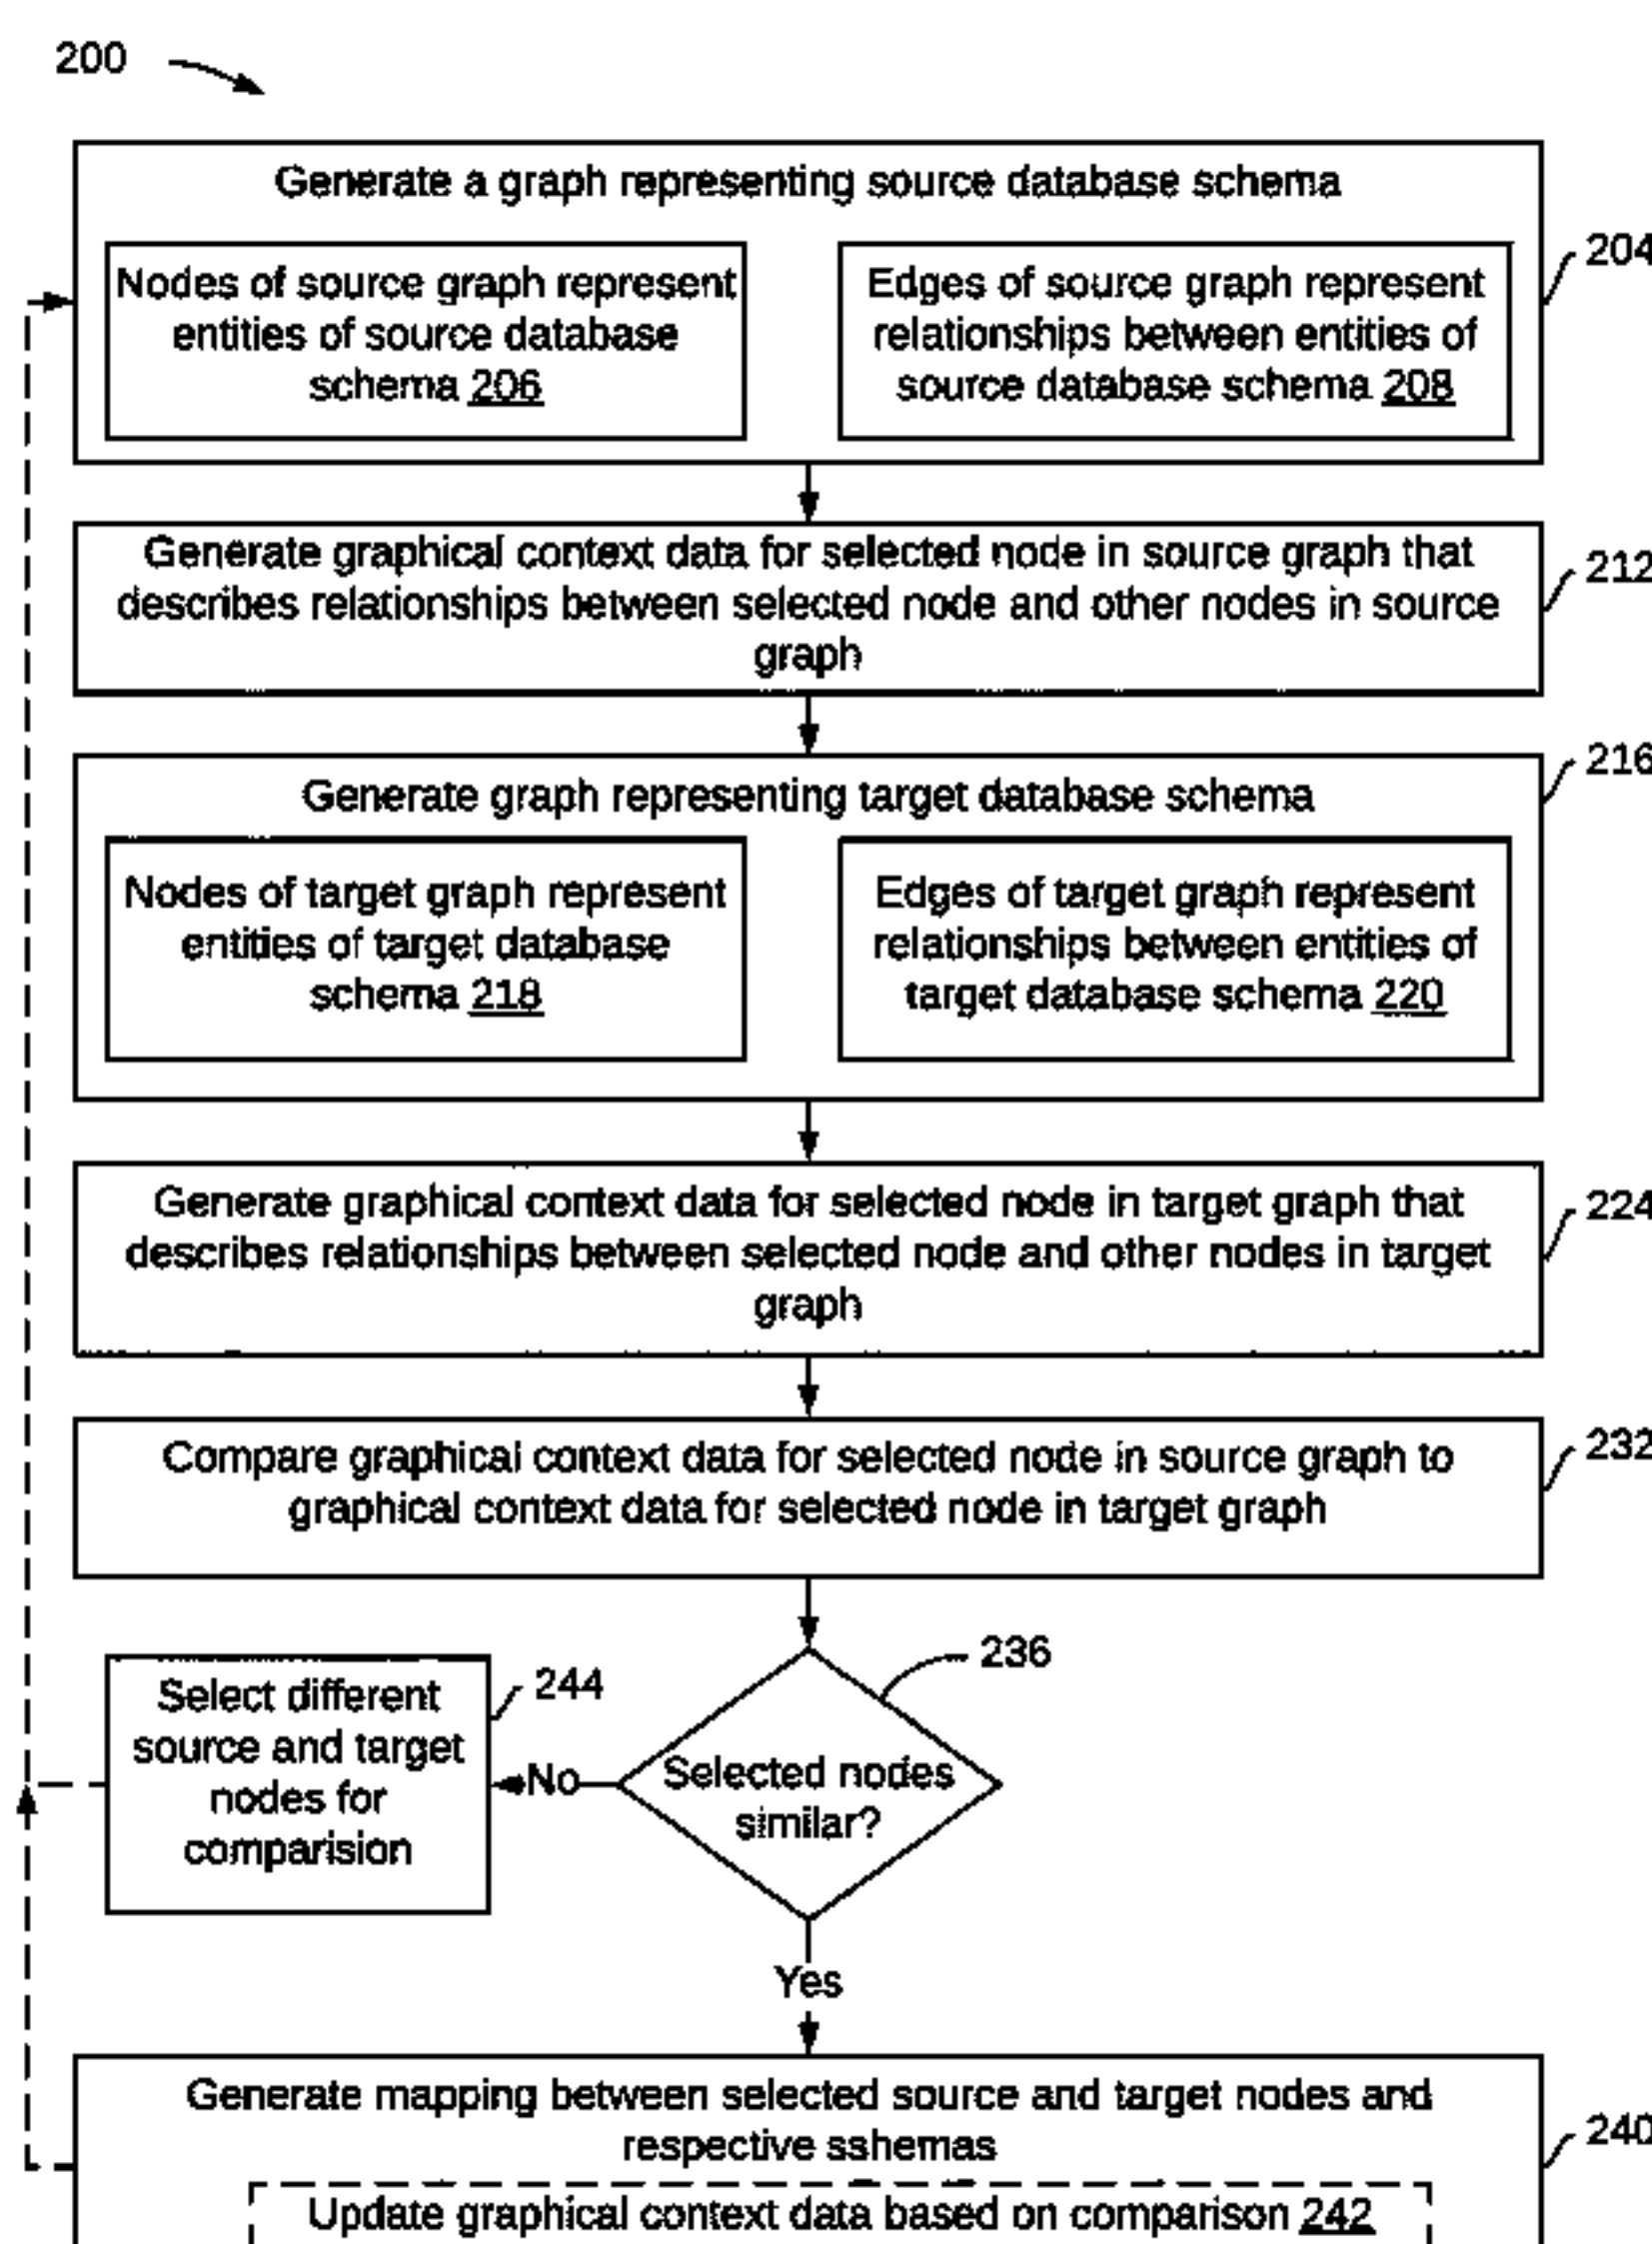 200
Generate a graph representing source database schema
204
Nodes of source graph represent
entities of source database
schema 206
Edges of source graph represent
relationships between entities of
source database schema 208
Generate graphical context data for selected node in source graph that
describes relationships between selected node and other nodes in source
graph
212
Generate graph representing target database schema
216
Nodes of target graph represent
entities of target database
schema 218
Edges of target graph represent
relationships between entities of
target database schema 220
Generate graphical context data for selected node in target graph that
describes relationships between selected node and other nodes in target
graph
224
Compare graphical context data for selected node in source graph to
graphical context data for selected node in target graph
232
236
Selected nodes
similar?
No
244
Select different
source and target
nodes for
comparision
Yes
Generate mapping between selected source and target nodes and
respective sshemas
240
Update graphical context data based on comparison 242